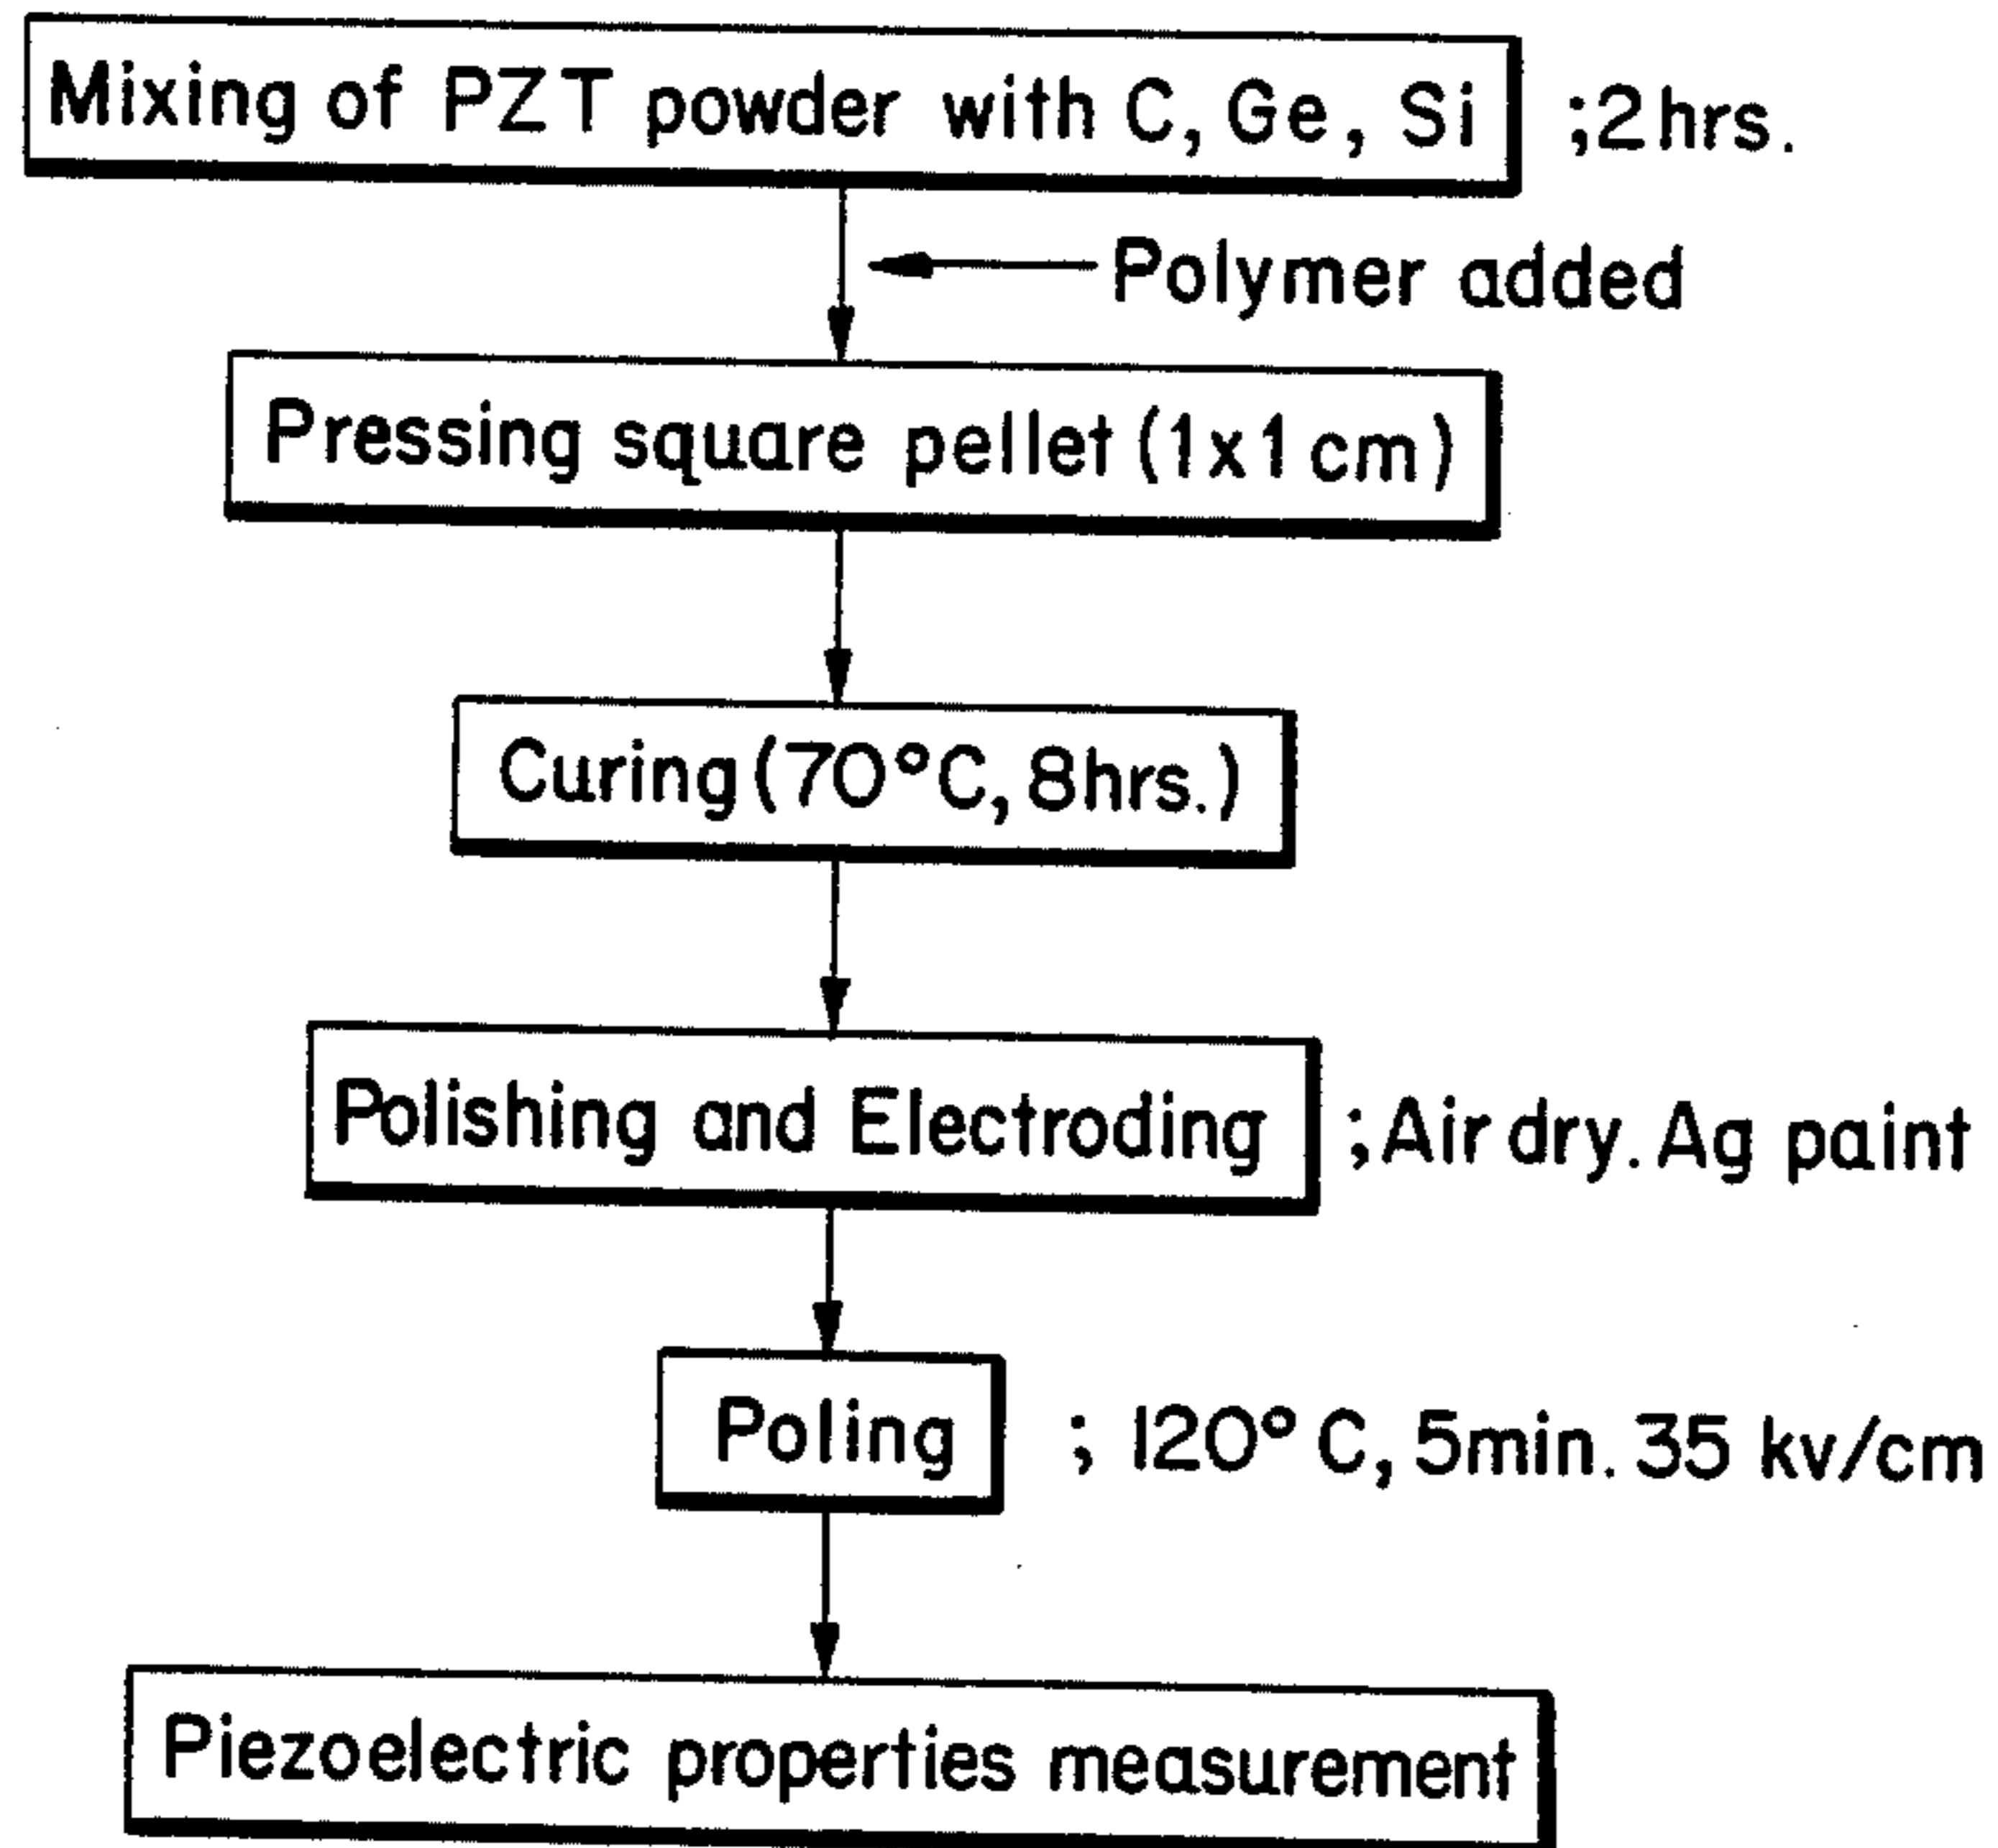 Mixing of PZT powder with C, Ge, Si ;2hrs.
Polymer added
Pressing square pellet (1x1 cm)
Curing (70°C, 8hrs.)
Polishing and Electroding ;Air dry. Ag paint
Poling ; 120° C, 5min. 35 kv/cm
Piezoelectric properties measurement